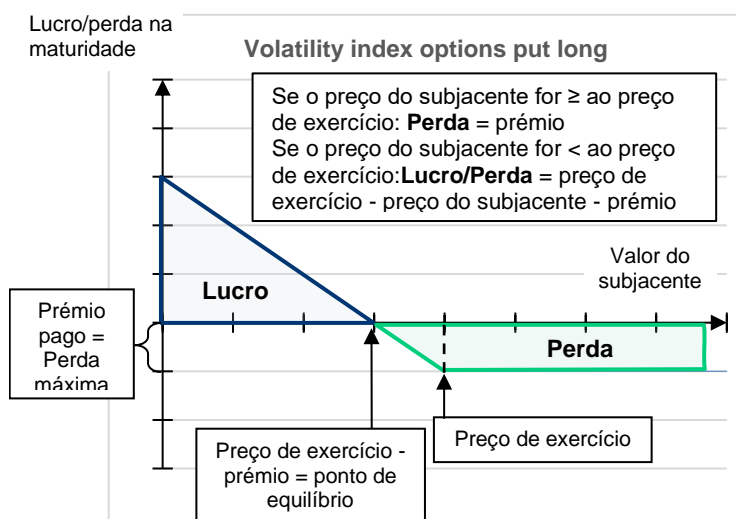 Lucro/perda na
maturidade
Volatility index options put long
Se o preço do subjacente for ≥ ao preço
de exercício: Perda = prémio
Se o preço do subjacente for < ao preço
de exercício:Lucro/Perda = preço de
exercício - preço do subjacente - prémio
Valor do
subjacente
Lucro
Prémio
pago =
Perda
máxima
Perda
Preço de exercício -
prémio = ponto de
equilíbrio
Preço de exercício